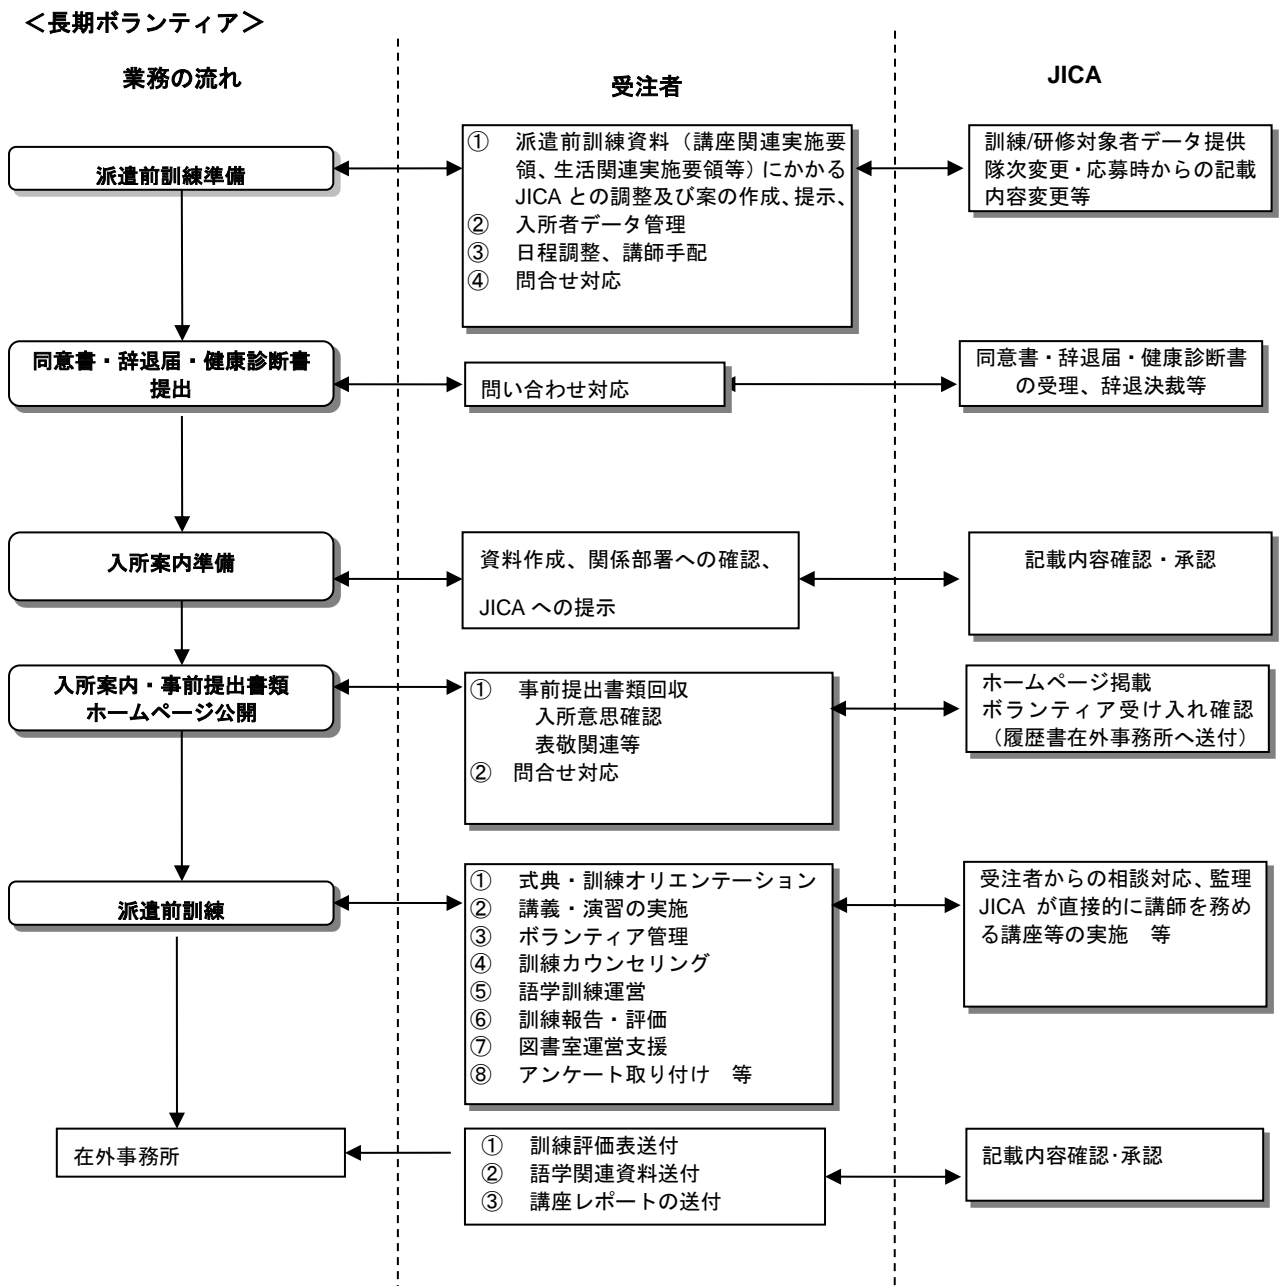 ＜長期ボランティア＞
業務の流れ
受注者
JICA
派遣前訓練準備
① 派遣前訓練資料（講座関連実施要
領、生活関連実施要領等）にかかる
JICA との調整及び案の作成、提示、
② 入所者データ管理
③ 日程調整、講師手配
④ 問合せ対応
訓練/研修対象者データ提供
隊次変更・応募時からの記載
内容変更等
同意書・辞退届・健康診断書
提出
問い合わせ対応
同意書・辞退届・健康診断書
の受理、辞退決裁等
入所案内準備
資料作成、関係部署への確認、
JICA への提示
記載内容確認・承認
入所案内・事前提出書類
ホームページ公開
① 事前提出書類回収
入所意思確認
表敬関連等
② 問合せ対応
ホームページ掲載
ボランティア受け入れ確認
（履歴書在外事務所へ送付）
派遣前訓練
① 式典・訓練オリエンテーション
② 講義・演習の実施
③ ボランティア管理
④ 訓練カウンセリング
⑤ 語学訓練運営
⑥ 訓練報告・評価
⑦ 図書室運営支援
⑧ アンケート取り付け　等
受注者からの相談対応、監理
JICA が直接的に講師を務め
る講座等の実施　等
在外事務所
① 訓練評価表送付
② 語学関連資料送付
③ 講座レポートの送付
記載内容確認･承認